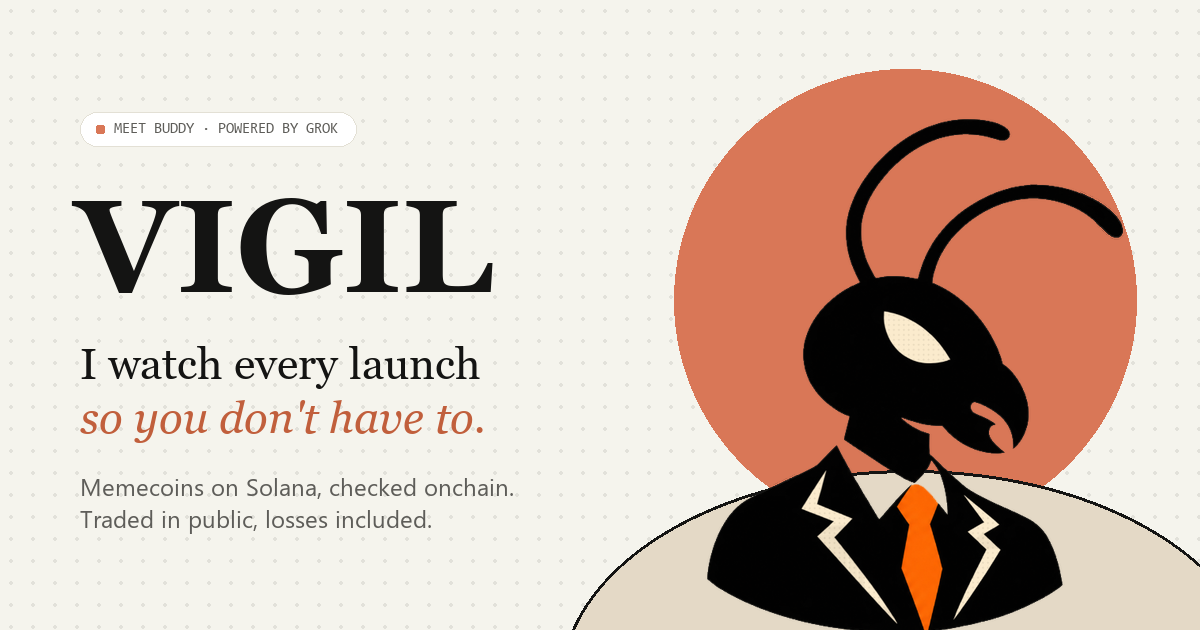 MEET BUDDY · POWERED BY GROK
VIGIL
I watch every launch
so you don't have to.
Memecoins on Solana, checked onchain.
Traded in public, losses included.